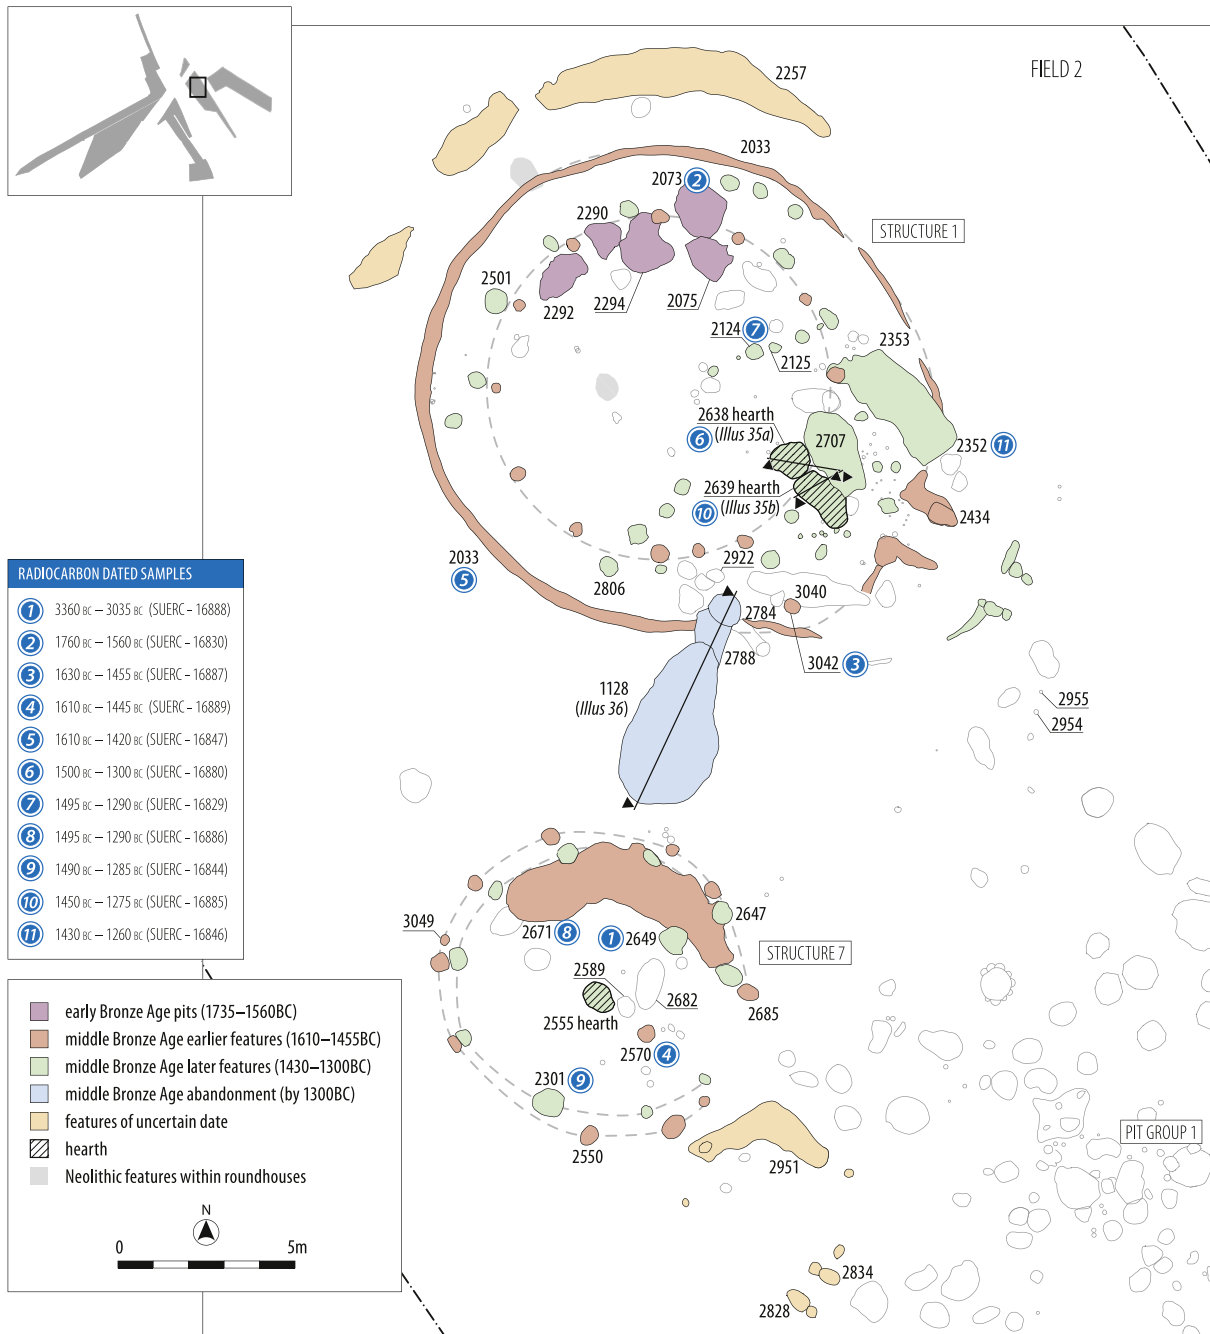 FIELD 2
2257
2033
2073 2
STRUCTURE 1
2290
2501
2292
2294
2075
2124 7
2125
2353
2638 hearth
(Illus 35a)
6
2707
2352 11
2639 hearth
(Illus 35b)
10
2434
2033
5
2922
2806
3040
2784
2788
3042 3
1128
(Illus 36)
2955
2954
RADIOCARBON DATED SAMPLES
1 3360 BC – 3035 BC (SUERC – 16888)
2 1760 BC – 1560 BC (SUERC – 16830)
3 1630 BC – 1455 BC (SUERC – 16887)
4 1610 BC – 1445 BC (SUERC – 16889)
5 1610 BC – 1420 BC (SUERC – 16847)
6 1500 BC – 1300 BC (SUERC – 16880)
7 1495 BC – 1290 BC (SUERC – 16829)
8 1495 BC – 1290 BC (SUERC – 16886)
9 1490 BC – 1285 BC (SUERC – 16844)
10 1450 BC – 1275 BC (SUERC – 16885)
11 1430 BC – 1260 BC (SUERC – 16846)
3049
2671 8
1 2649
2647
STRUCTURE 7
2589
2682
2555 hearth
2685
2570 4
2301 9
2550
2951
PIT GROUP 1
2834
2828
early Bronze Age pits (1735–1560BC)
middle Bronze Age earlier features (1610–1455BC)
middle Bronze Age later features (1430–1300BC)
middle Bronze Age abandonment (by 1300BC)
features of uncertain date
hearth
Neolithic features within roundhouses
N
0 5m